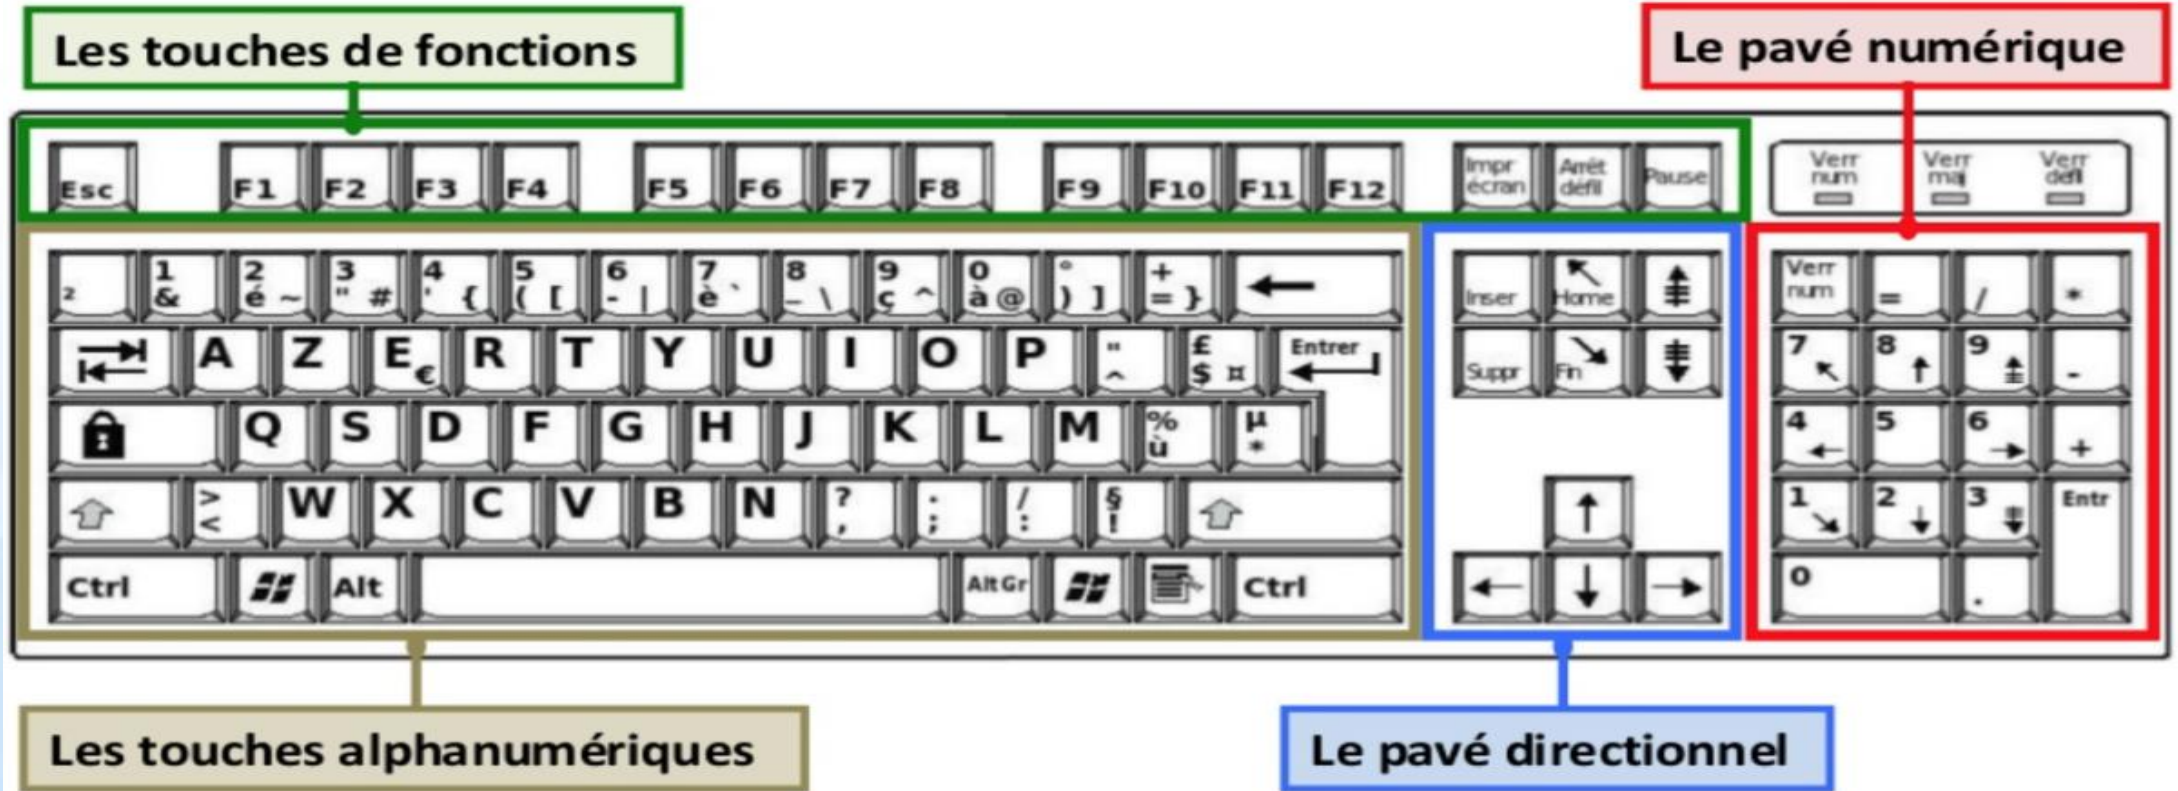 Les touches de fonctions
Le pavé numérique
Esc F1 F2 F3 F4 F5 F6 F7 F8 F9 F10 F11 F12
Impr écran
Arrêt défil
Pause
Verr num
Verr maj
Verr défil
² 1 & 2 é ~ 3 " # 4 ' { 5 ( [ 6 - | 7 è ` 8 _ \ 9 ç ^ 0 à @ ° ) ] + = }
Inser Home
Verr num = / *
A Z E € R T Y U I O P ¨ ^ £ $ ¤ Entrer
Suppr Fin
7 8 9 -
Q S D F G H J K L M % ù µ *
4 5 6 +
> < W X C V B N ? , . ; / : § !
1 2 3 Entr
Ctrl Alt AltGr Ctrl
0 .
Les touches alphanumériques
Le pavé directionnel